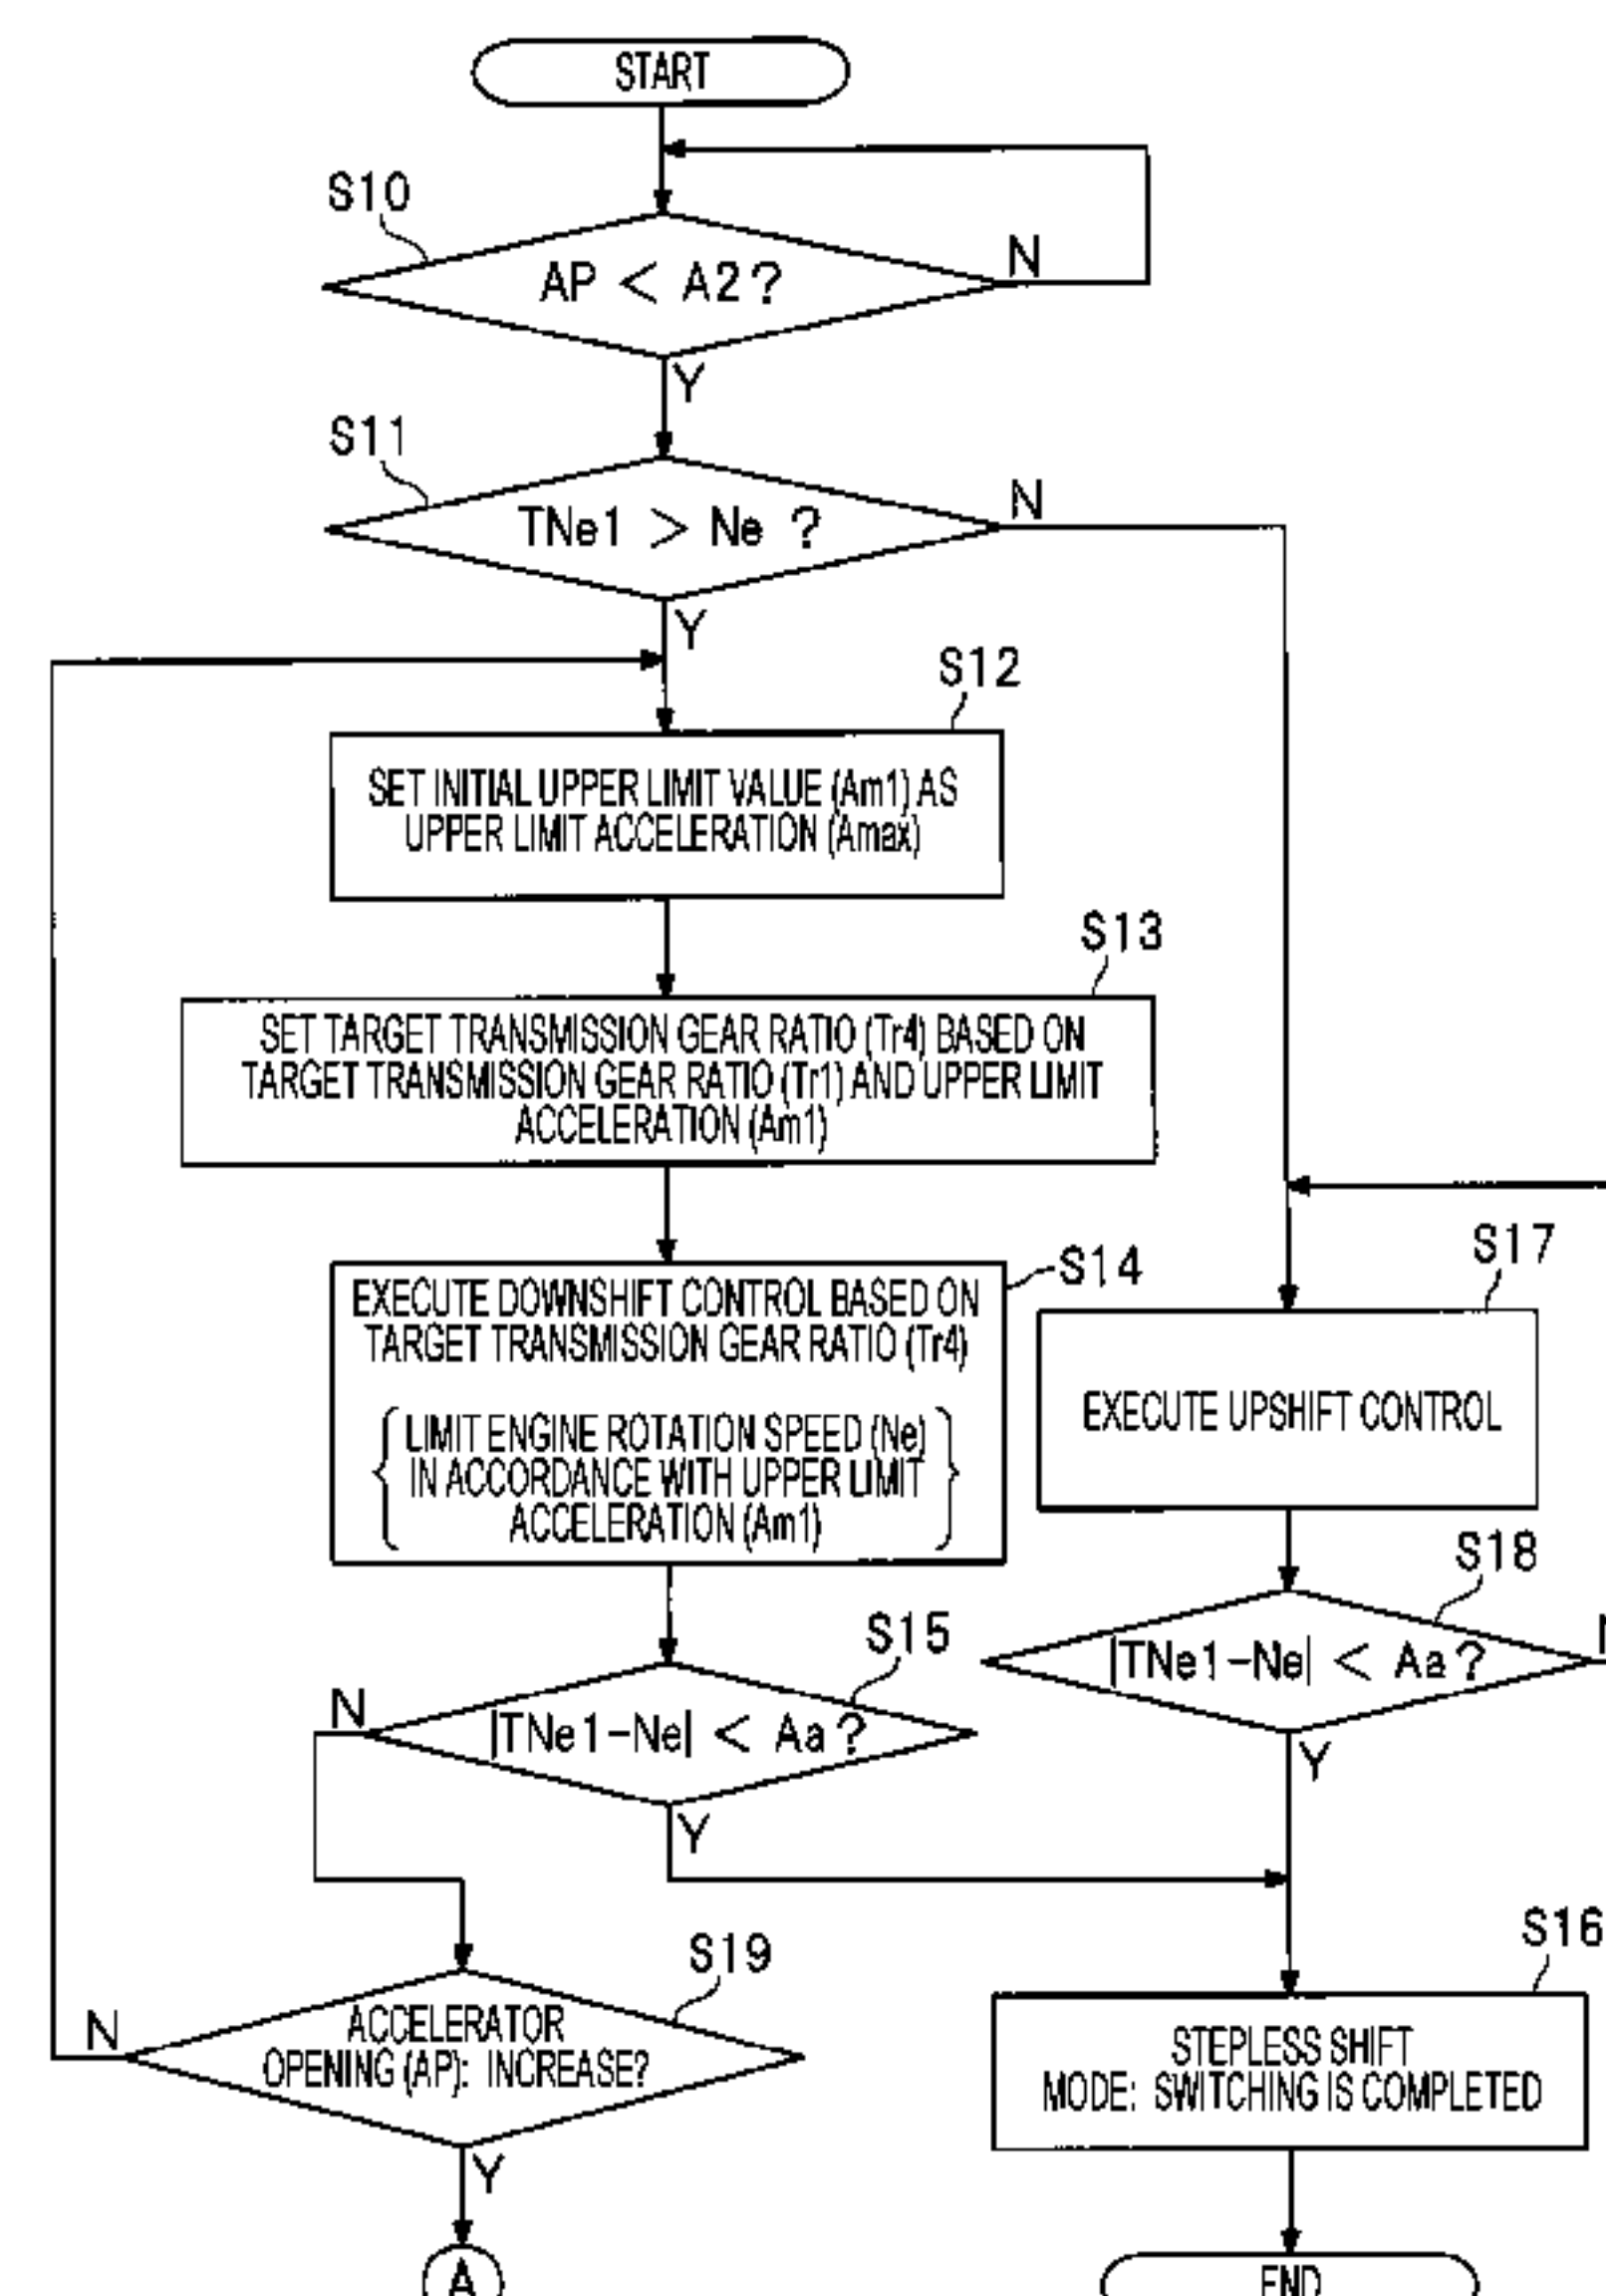 START
S10
AP < A2?
N
Y
S11
TNe1 > Ne ?
N
Y
S12
SET INITIAL UPPER LIMIT VALUE (Am1) AS
UPPER LIMIT ACCELERATION (Amax)
S13
SET TARGET TRANSMISSION GEAR RATIO (Tr4) BASED ON
TARGET TRANSMISSION GEAR RATIO (Tr1) AND UPPER LIMIT
ACCELERATION (Am1)
S14
EXECUTE DOWNSHIFT CONTROL BASED ON
TARGET TRANSMISSION GEAR RATIO (Tr4)
{LIMIT ENGINE ROTATION SPEED (Ne)
IN ACCORDANCE WITH UPPER LIMIT
ACCELERATION (Am1)}
S17
EXECUTE UPSHIFT CONTROL
S18
|TNe1-Ne| < Aa?
Y
S15
|TNe1-Ne| < Aa?
N
Y
S19
ACCELERATOR
OPENING (AP): INCREASE?
N
Y
A
S16
STEPLESS SHIFT
MODE: SWITCHING IS COMPLETED
END